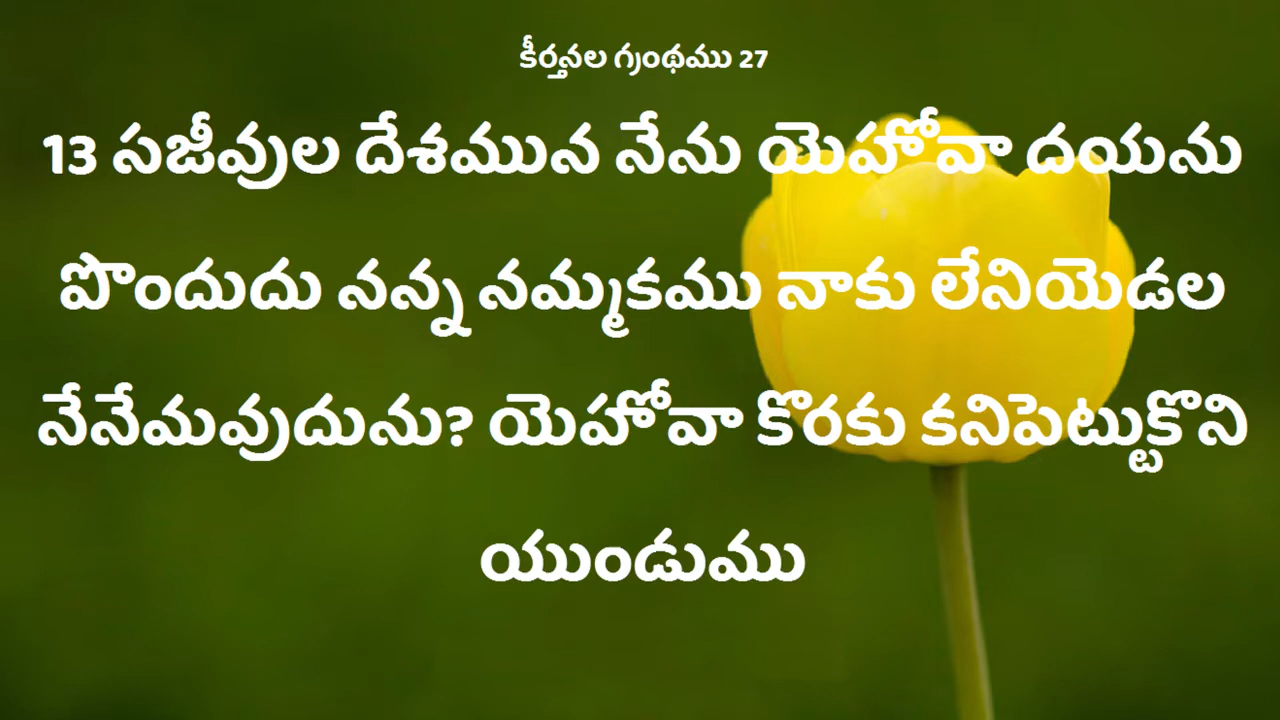 కీర్తనల గ్రంథము 27
13 సజీవుల దేశమున నేను యెహోవా దయను
పొందుదు నన్న నమ్మకము నాకు లేనియెడల
నేనేమవుదును? యెహోవా కొరకు కనిపెట్టుకొని
యుండుము